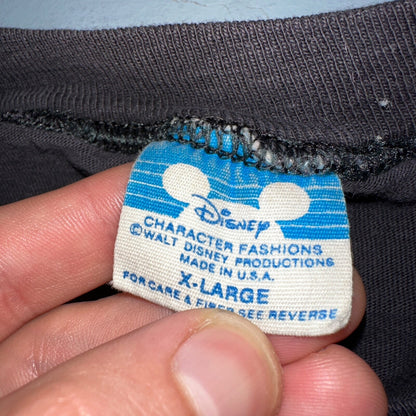 Disney
CHARACTER FASHIONS
©WALT DISNEY PRODUCTIONS
MADE IN U.S.A.
X-LARGE
FOR CARE & FIBER SEE REVERSE